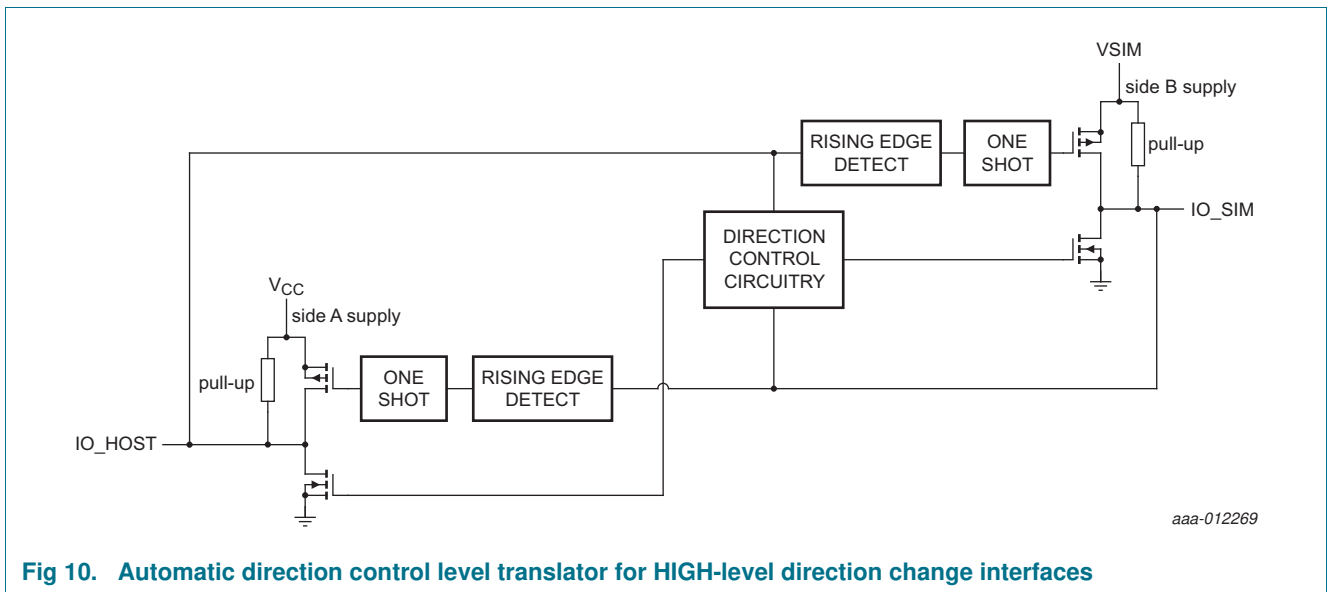 VSIM
side B supply
RISING EDGE
DETECT
ONE
SHOT
pull-up
IO_SIM
DIRECTION
CONTROL
CIRCUITRY
VCC
side A supply
pull-up
ONE
SHOT
RISING EDGE
DETECT
IO_HOST
aaa-012269
Fig 10. Automatic direction control level translator for HIGH-level direction change interfaces